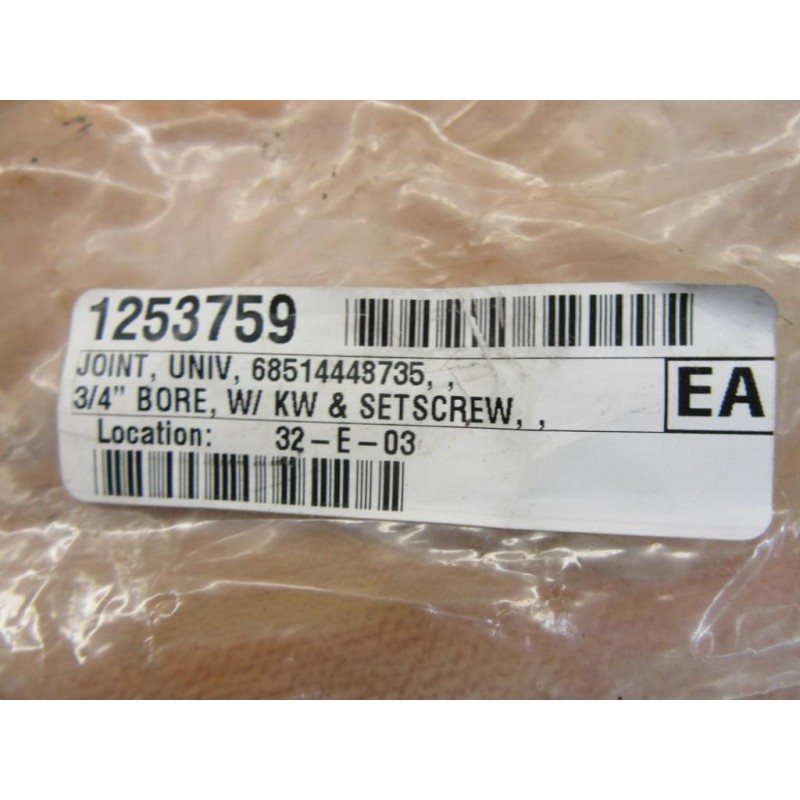 1253759
JOINT, UNIV, 68514448735, ,
3/4" BORE, W/ KW & SETSCREW, ,
EA
Location: 32-E-03